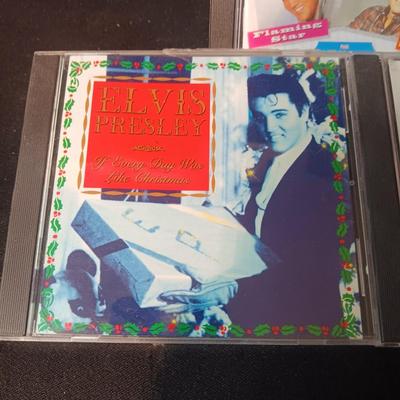 Flaming
Star
ELVIS
PRESLEY
If Every Day Was
Like Christmas